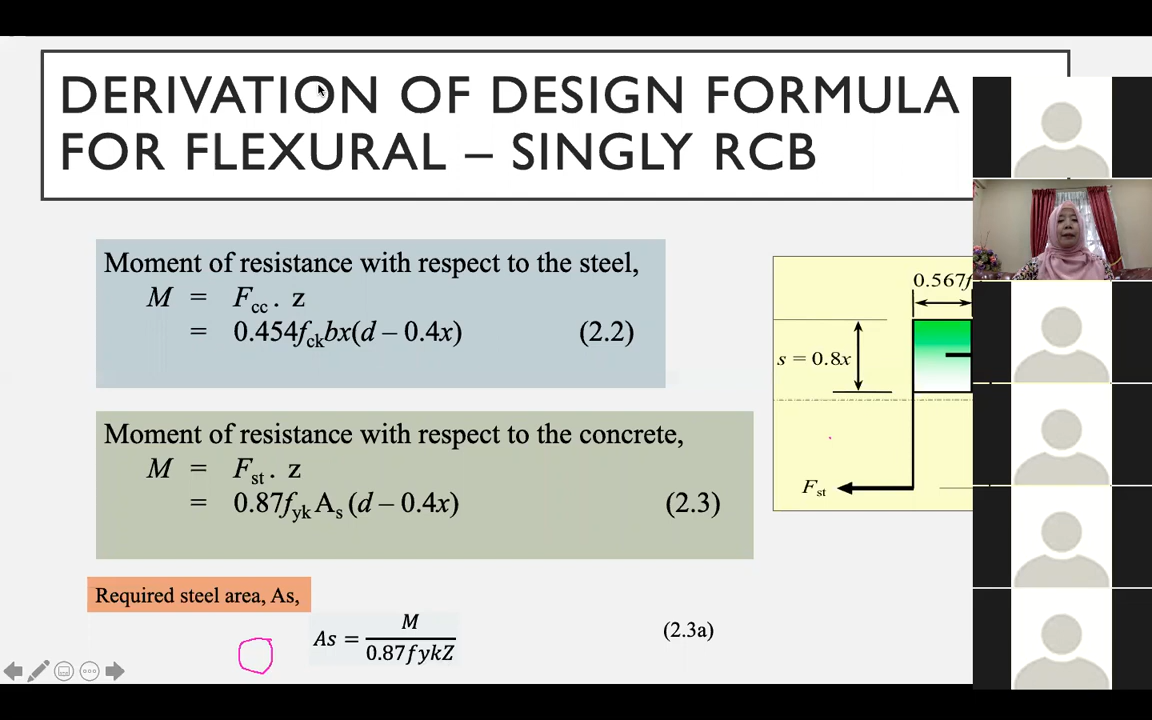 DERIVATION OF DESIGN FORMULA
FOR FLEXURAL – SINGLY RCB
Moment of resistance with respect to the steel,
M = Fcc . z
= 0.454fckbx(d – 0.4x) (2.2)
Moment of resistance with respect to the concrete,
M = Fst . z
= 0.87fyk As (d – 0.4x) (2.3)
Required steel area, As,
As = M / 0.87fykZ (2.3a)
0.567f
s = 0.8x
Fst